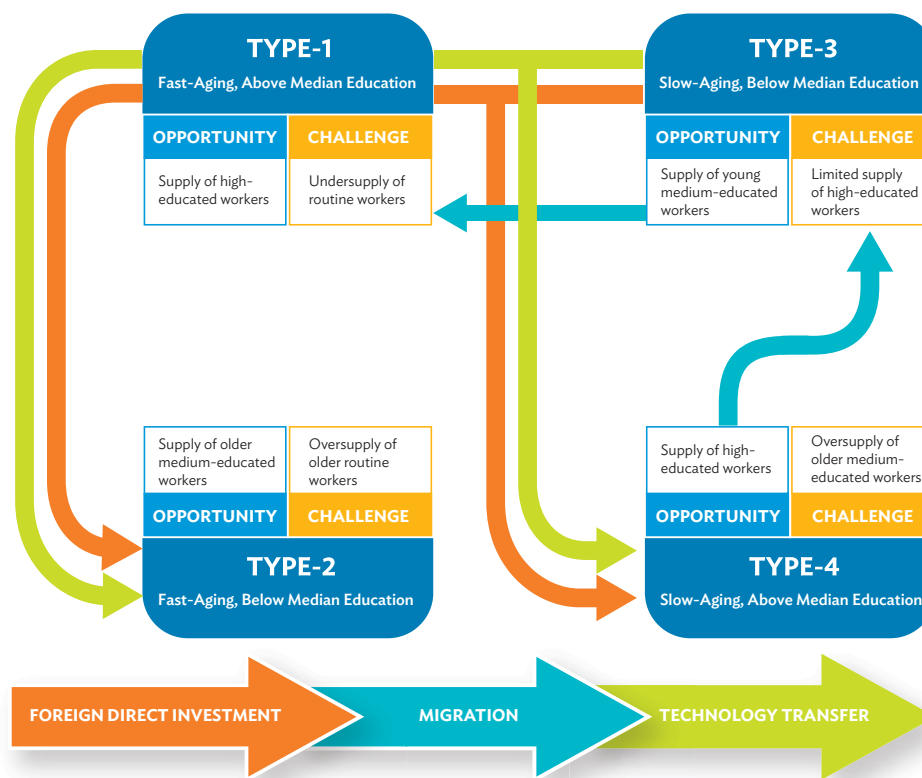 TYPE-1
Fast-Aging, Above Median Education
OPPORTUNITY
CHALLENGE
Supply of high-
educated workers
Undersupply of
routine workers
TYPE-3
Slow-Aging, Below Median Education
OPPORTUNITY
CHALLENGE
Supply of young
medium-educated
workers
Limited supply
of high-educated
workers
Supply of older
medium-educated
workers
Oversupply of
older routine
workers
OPPORTUNITY
CHALLENGE
TYPE-2
Fast-Aging, Below Median Education
Supply of high-
educated workers
Oversupply of
older medium-
educated workers
OPPORTUNITY
CHALLENGE
TYPE-4
Slow-Aging, Above Median Education
FOREIGN DIRECT INVESTMENT
MIGRATION
TECHNOLOGY TRANSFER